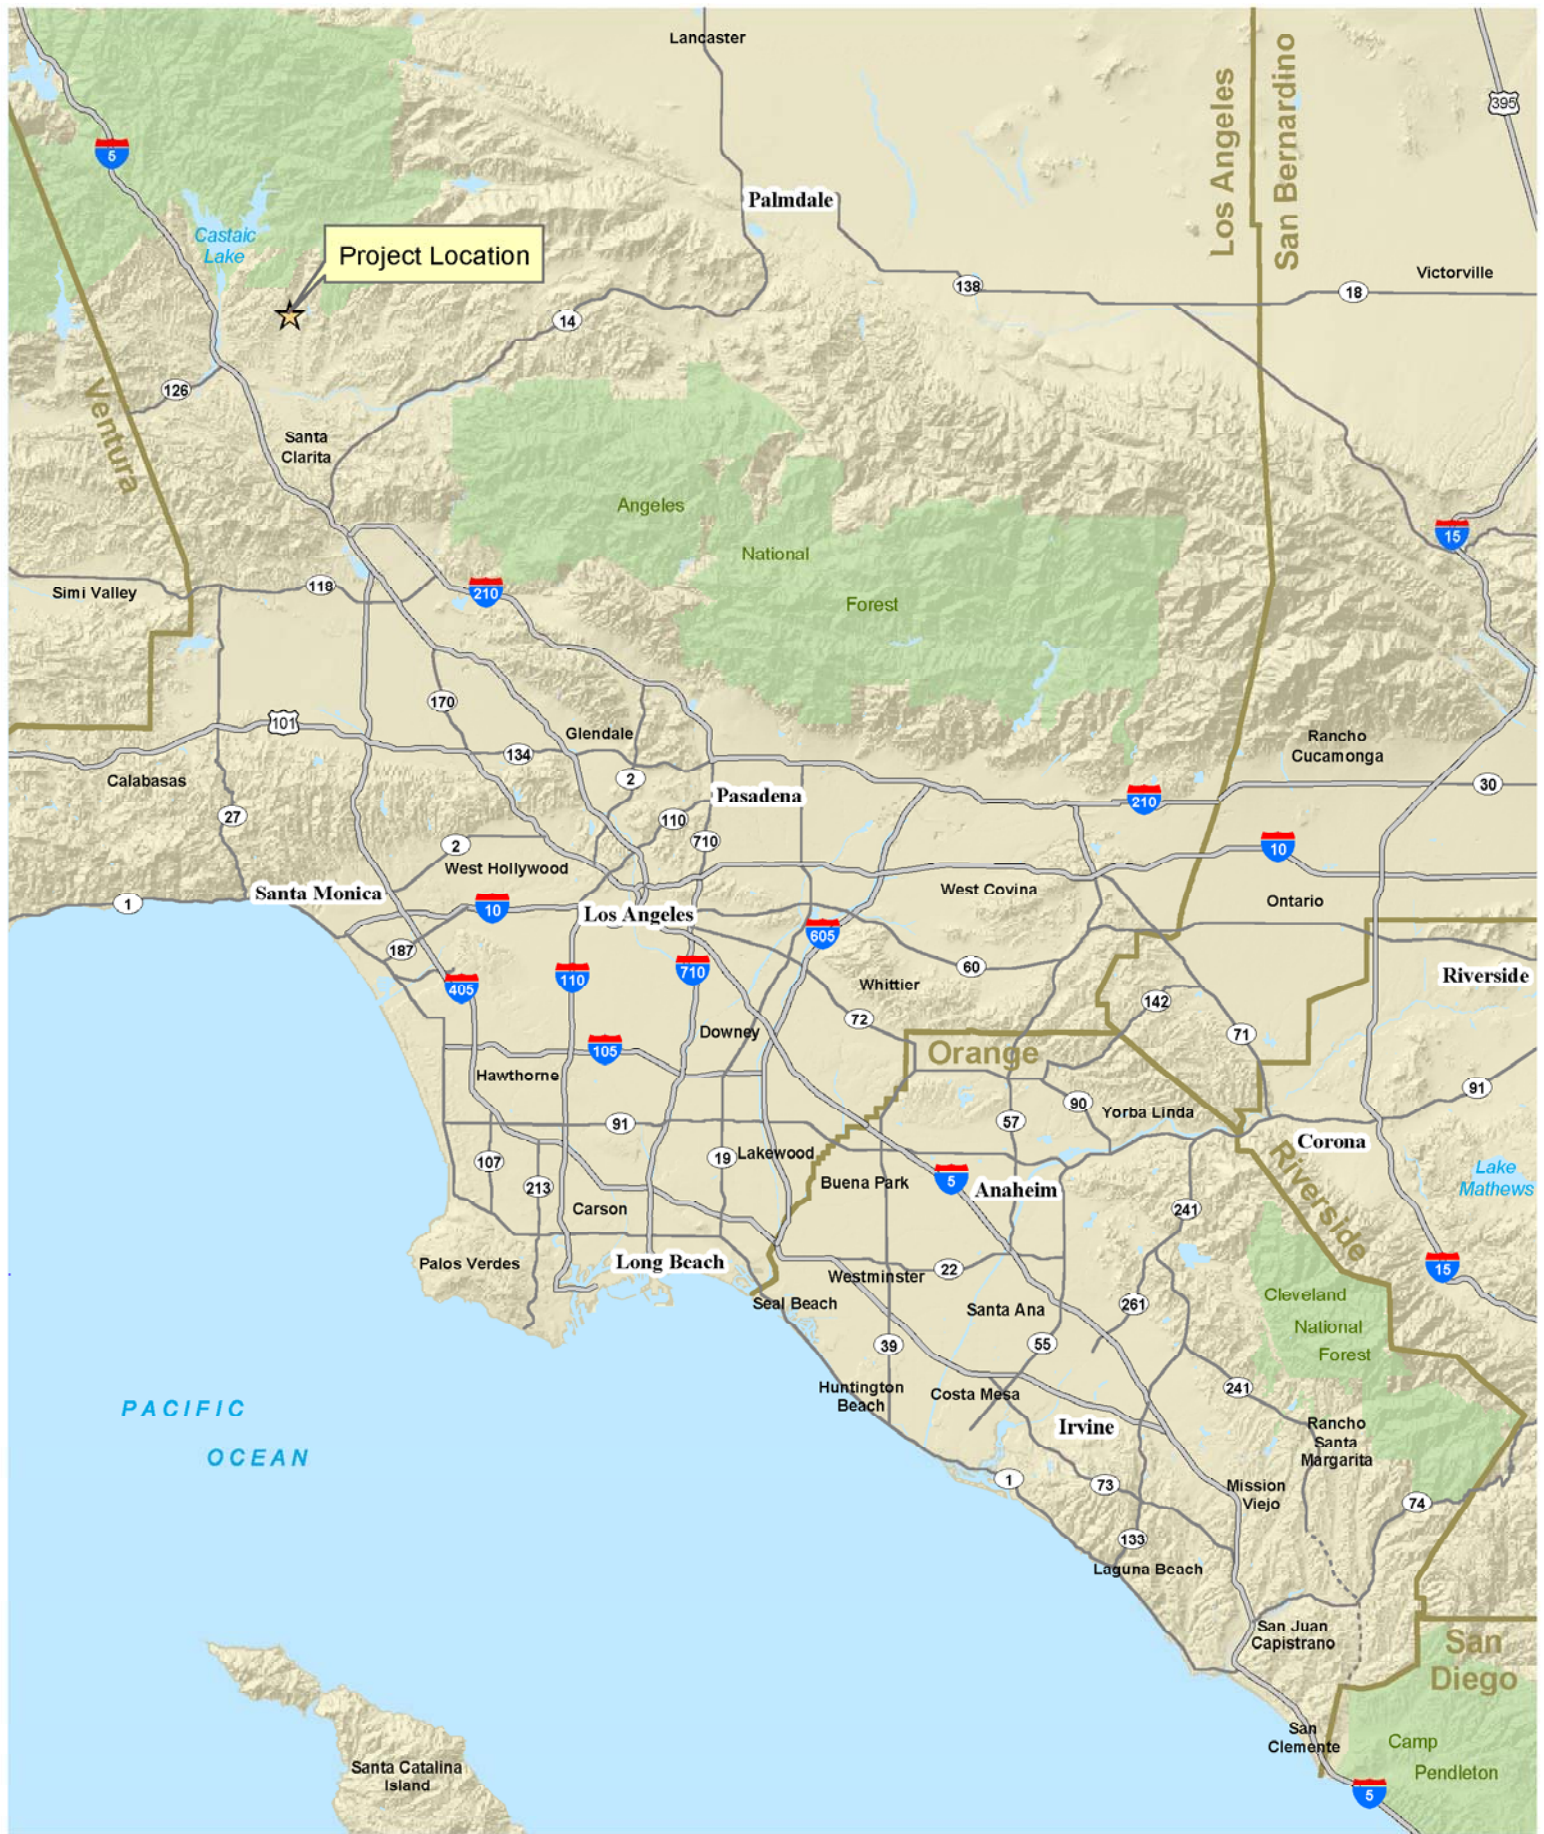 Lancaster
Los Angeles
San Bernardino
395
5
Palmdale
Castaic
Lake
Project Location
Victorville
138
18
14
126
Ventura
Santa
Clarita
Angeles
National
Forest
15
Simi Valley
118
210
170
101
Glendale
134
Rancho
Cucamonga
Calabasas
2
30
Pasadena
210
27
110
710
2
10
West Hollywood
West Covina
Santa Monica
1
10
Los Angeles
Ontario
605
187
60
Riverside
405
110
710
Whittier
142
72
Downey
71
105
Orange
Hawthorne
91
90
Yorba Linda
57
91
Corona
Lakewood
107
19
Riverside
Lake
Mathews
213
Buena Park
5
Anaheim
Carson
241
Palos Verdes
Long Beach
22
15
Westminster
Seal Beach
Santa Ana
261
Cleveland
National
Forest
39
55
Huntington
Beach
Costa Mesa
241
PACIFIC
OCEAN
Irvine
Rancho
Santa
Margarita
1
73
Mission
Viejo
74
133
Laguna Beach
San Juan
Capistrano
San
Diego
San
Clemente
Camp
Pendleton
Santa Catalina
Island
5